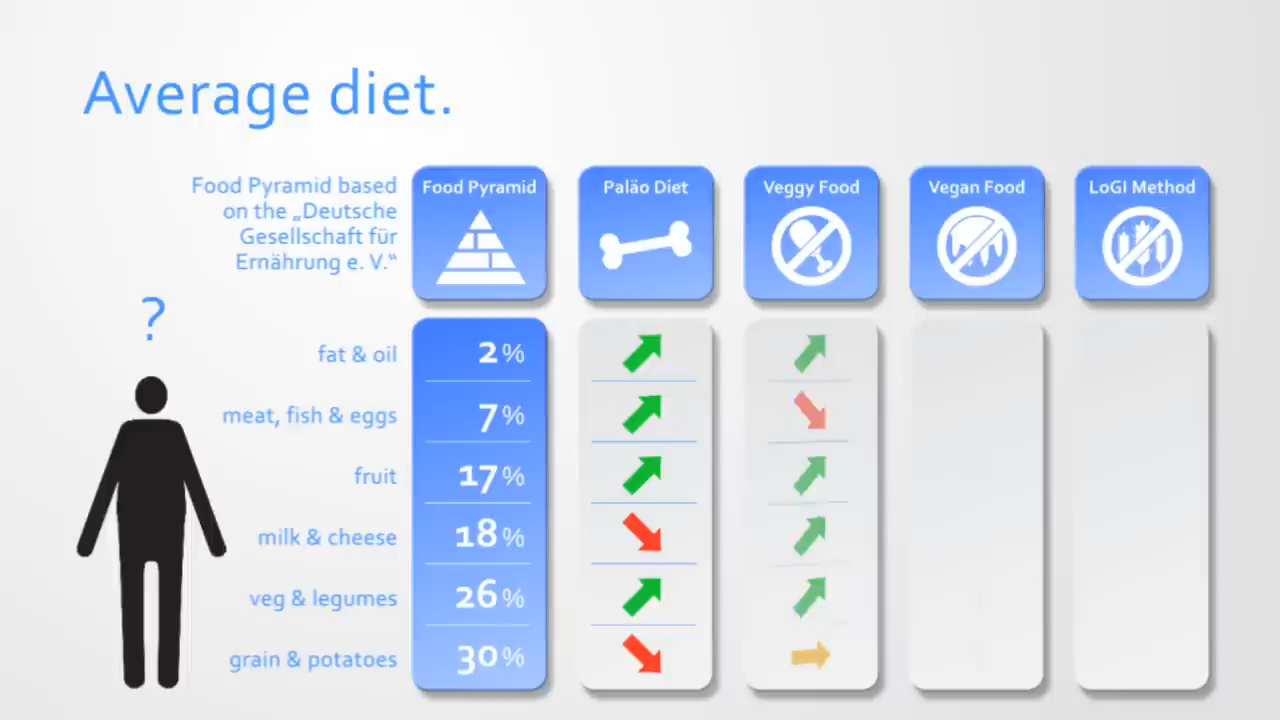 Average diet.
Food Pyramid based
on the „Deutsche
Gesellschaft für
Ernährung e. V.“
Food Pyramid
Paläo Diet
Veggy Food
Vegan Food
LoGI Method
?
fat & oil 2 %
meat, fish & eggs 7 %
fruit 17 %
milk & cheese 18 %
veg & legumes 26 %
grain & potatoes 30 %